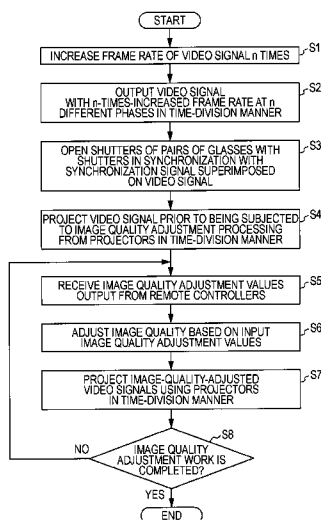 START
S1
INCREASE FRAME RATE OF VIDEO SIGNAL n TIMES
S2
OUTPUT VIDEO SIGNAL
WITH n-TIMES-INCREASED FRAME RATE AT n
DIFFERENT PHASES IN TIME-DIVISION MANNER
S3
OPEN SHUTTERS OF PAIRS OF GLASSES WITH
SHUTTERS IN SYNCHRONIZATION WITH
SYNCHRONIZATION SIGNAL SUPERIMPOSED
ON VIDEO SIGNAL
S4
PROJECT VIDEO SIGNAL PRIOR TO BEING SUBJECTED
TO IMAGE QUALITY ADJUSTMENT PROCESSING
FROM PROJECTORS IN TIME-DIVISION MANNER
S5
RECEIVE IMAGE QUALITY ADJUSTMENT VALUES
OUTPUT FROM REMOTE CONTROLLERS
S6
ADJUST IMAGE QUALITY BASED ON INPUT
IMAGE QUALITY ADJUSTMENT VALUES
S7
PROJECT IMAGE-QUALITY-ADJUSTED
VIDEO SIGNALS USING PROJECTORS
IN TIME-DIVISION MANNER
S8
NO
IMAGE QUALITY
ADJUSTMENT WORK IS
COMPLETED?
YES
END